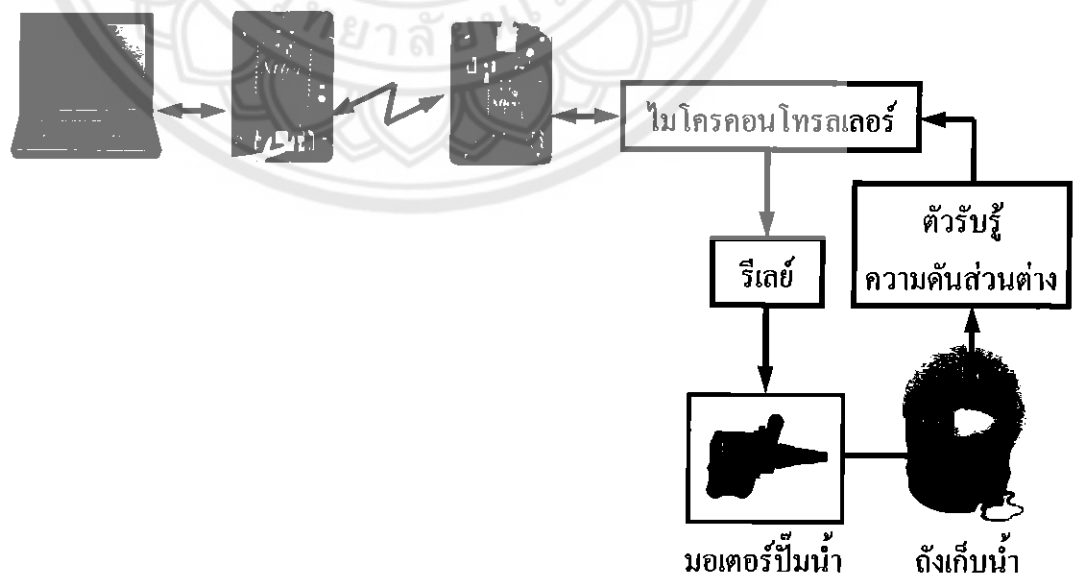 ไมโครคอนโทรลเลอร์
ตัวรับรู้
ความดันส่วนต่าง
รีเลย์
มอเตอร์ปั๊มน้ำ
ถังเก็บน้ำ